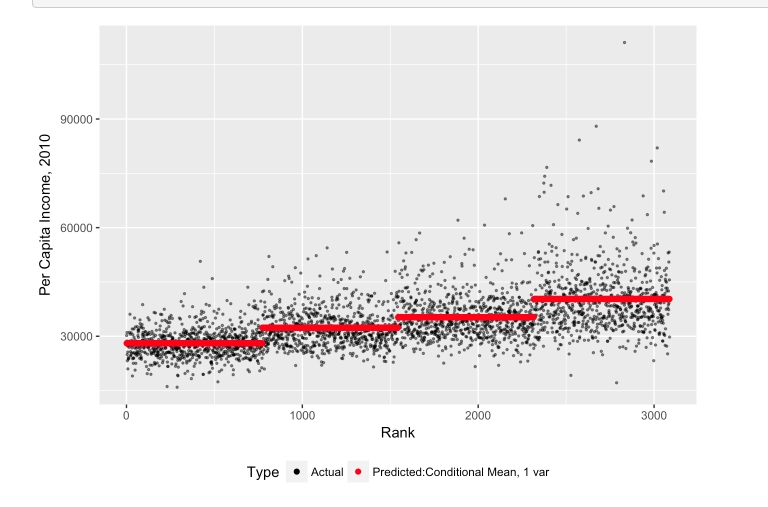 Per Capita Income, 2010
90000
60000
30000
0 1000 2000 3000
Rank
Type Actual Predicted:Conditional Mean, 1 var